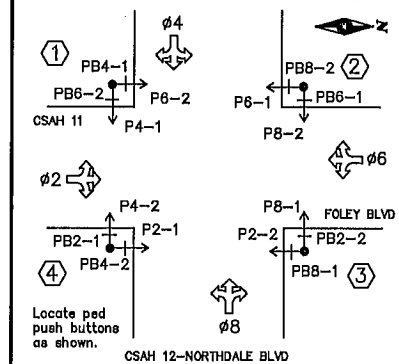 ø4
N
1
PB4-1
PB8-2
2
PB6-2
P6-2
P6-1
PB6-1
CSAH 11
P4-1
P8-2
ø2
ø6
P4-2
P8-1
FOLEY BLVD
PB2-1
P2-1
P2-2
PB2-2
4
PB4-2
PB8-1
3
Locate ped
push buttons
as shown.
ø8
CSAH 12-NORTHDALE BLVD